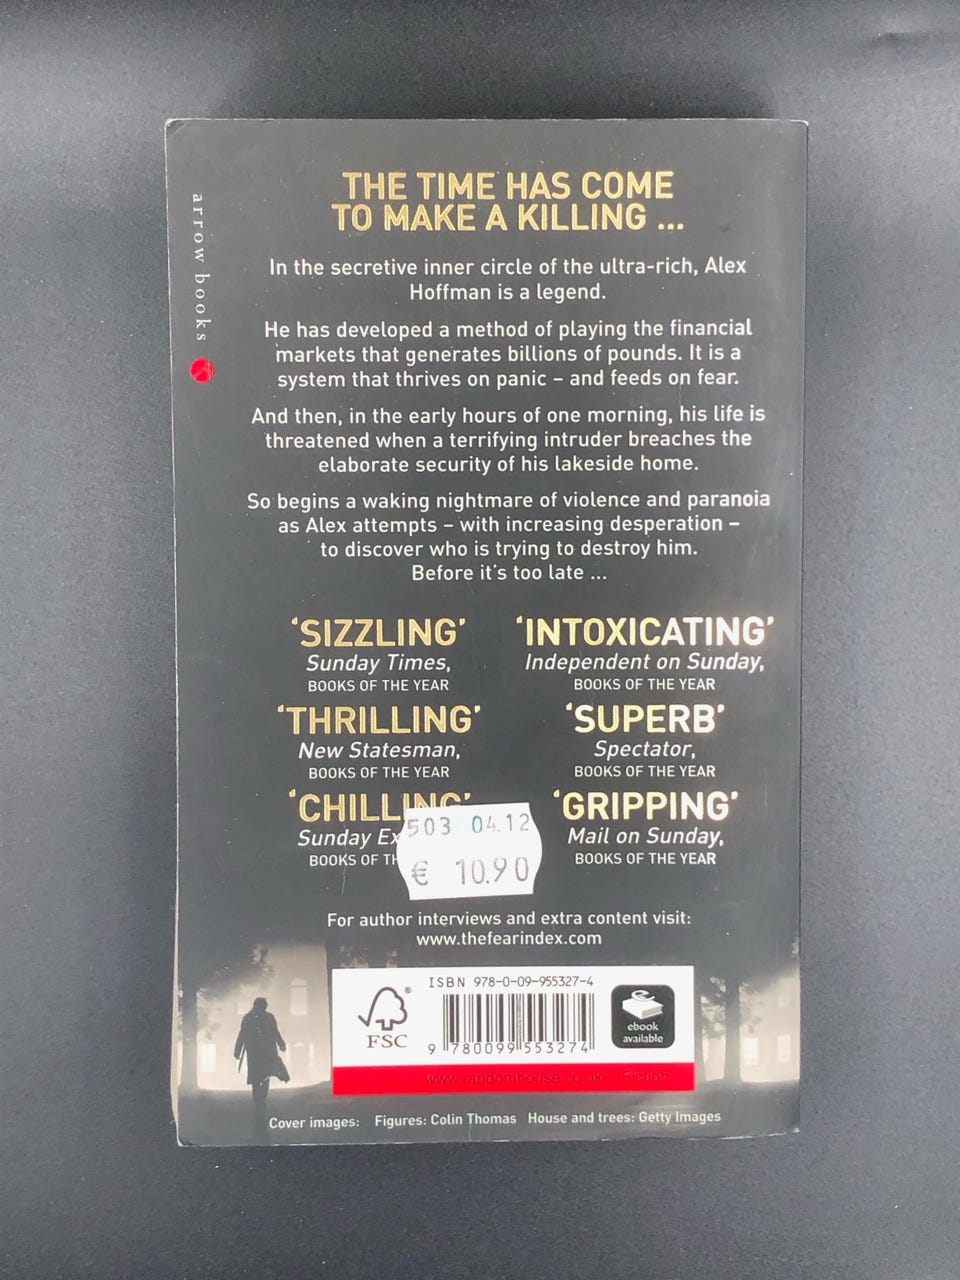 arrow books
THE TIME HAS COME
TO MAKE A KILLING ...
In the secretive inner circle of the ultra-rich, Alex
Hoffman is a legend.
He has developed a method of playing the financial
markets that generates billions of pounds. It is a
system that thrives on panic – and feeds on fear.
And then, in the early hours of one morning, his life is
threatened when a terrifying intruder breaches the
elaborate security of his lakeside home.
So begins a waking nightmare of violence and paranoia
as Alex attempts – with increasing desperation –
to discover who is trying to destroy him.
Before it's too late ...
'SIZZLING'
Sunday Times,
BOOKS OF THE YEAR
'INTOXICATING'
Independent on Sunday,
BOOKS OF THE YEAR
'THRILLING'
New Statesman,
BOOKS OF THE YEAR
'SUPERB'
Spectator,
BOOKS OF THE YEAR
'CHILLING'
Sunday
BOOKS OF
'GRIPPING'
Mail on Sunday,
BOOKS OF THE YEAR
503 04.12
€ 10.90
For author interviews and extra content visit:
www.thefearindex.com
ISBN 978-0-09-955327-4
FSC®
9 780099 553274
ebook
available
www.randomhouse.co.uk Fiction
Cover images: Figures: Colin Thomas House and trees: Getty Images